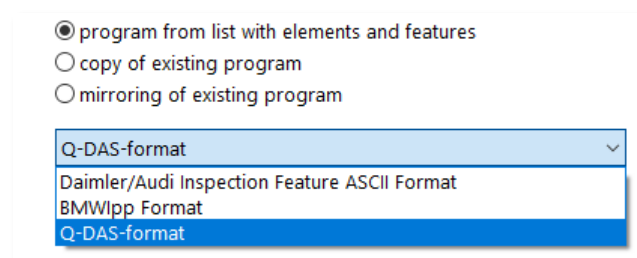 program from list with elements and features
copy of existing program
mirroring of existing program
Q-DAS-format
Daimler/Audi Inspection Feature ASCII Format
BMWIpp Format
Q-DAS-format